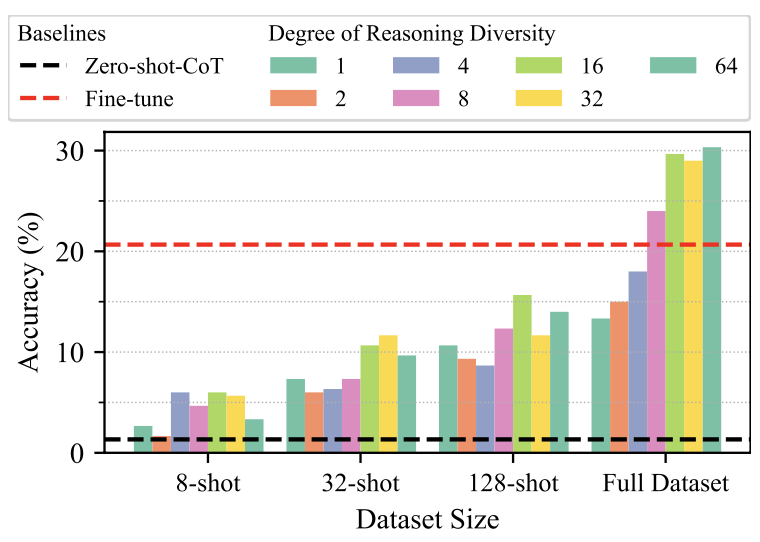 Baselines
Degree of Reasoning Diversity
Zero-shot-CoT
1
4
16
64
Fine-tune
2
8
32
30
20
10
0
Accuracy (%)
8-shot
32-shot
128-shot
Full Dataset
Dataset Size